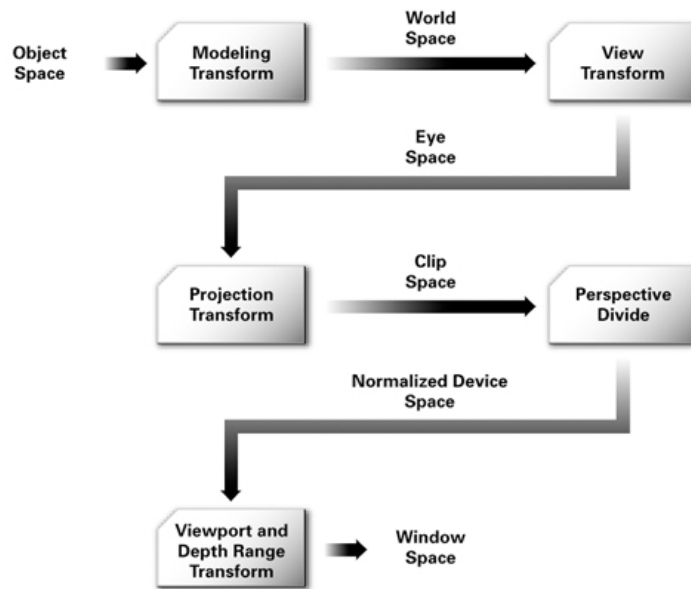 Object
Space
Modeling
Transform
World
Space
View
Transform
Eye
Space
Projection
Transform
Clip
Space
Perspective
Divide
Normalized Device
Space
Viewport and
Depth Range
Transform
Window
Space